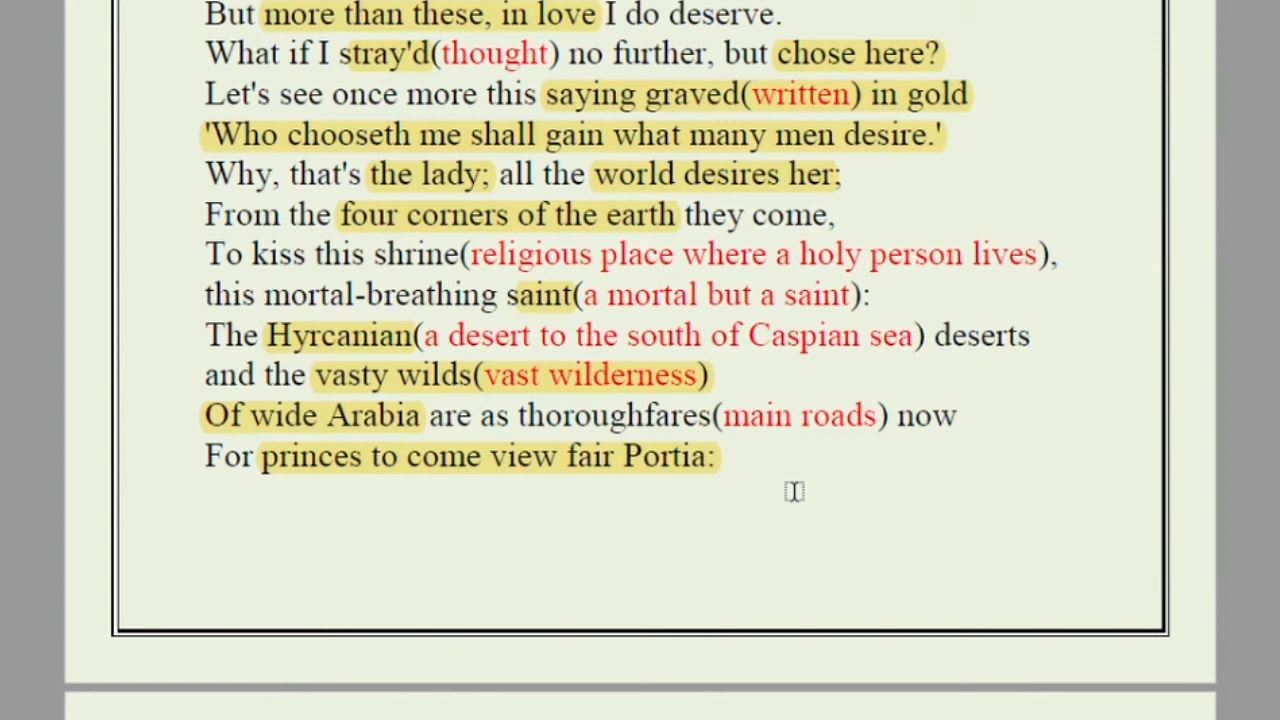 But more than these, in love I do deserve.
What if I stray'd(thought) no further, but chose here?
Let's see once more this saying graved(written) in gold
'Who chooseth me shall gain what many men desire.'
Why, that's the lady; all the world desires her;
From the four corners of the earth they come,
To kiss this shrine(religious place where a holy person lives),
this mortal-breathing saint(a mortal but a saint):
The Hyrcanian(a desert to the south of Caspian sea) deserts
and the vasty wilds(vast wilderness)
Of wide Arabia are as thoroughfares(main roads) now
For princes to come view fair Portia: